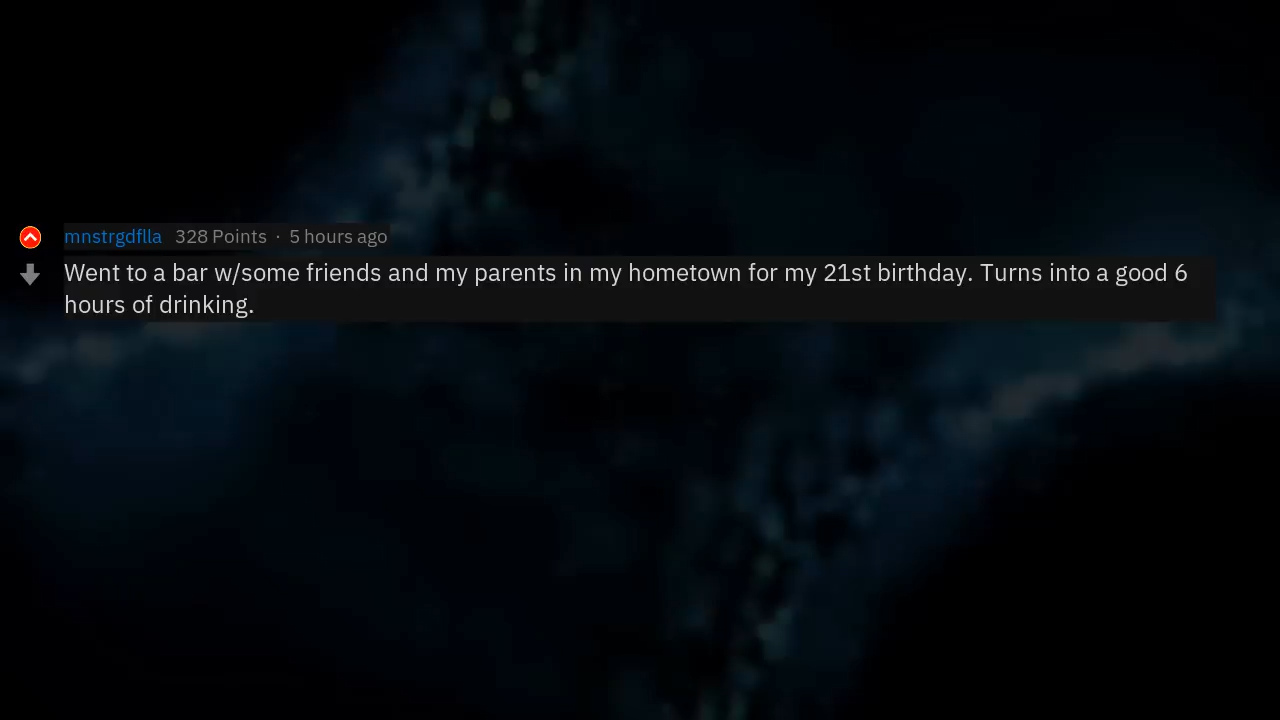 mnstrgdflla 328 Points · 5 hours ago
Went to a bar w/some friends and my parents in my hometown for my 21st birthday. Turns into a good 6
hours of drinking.